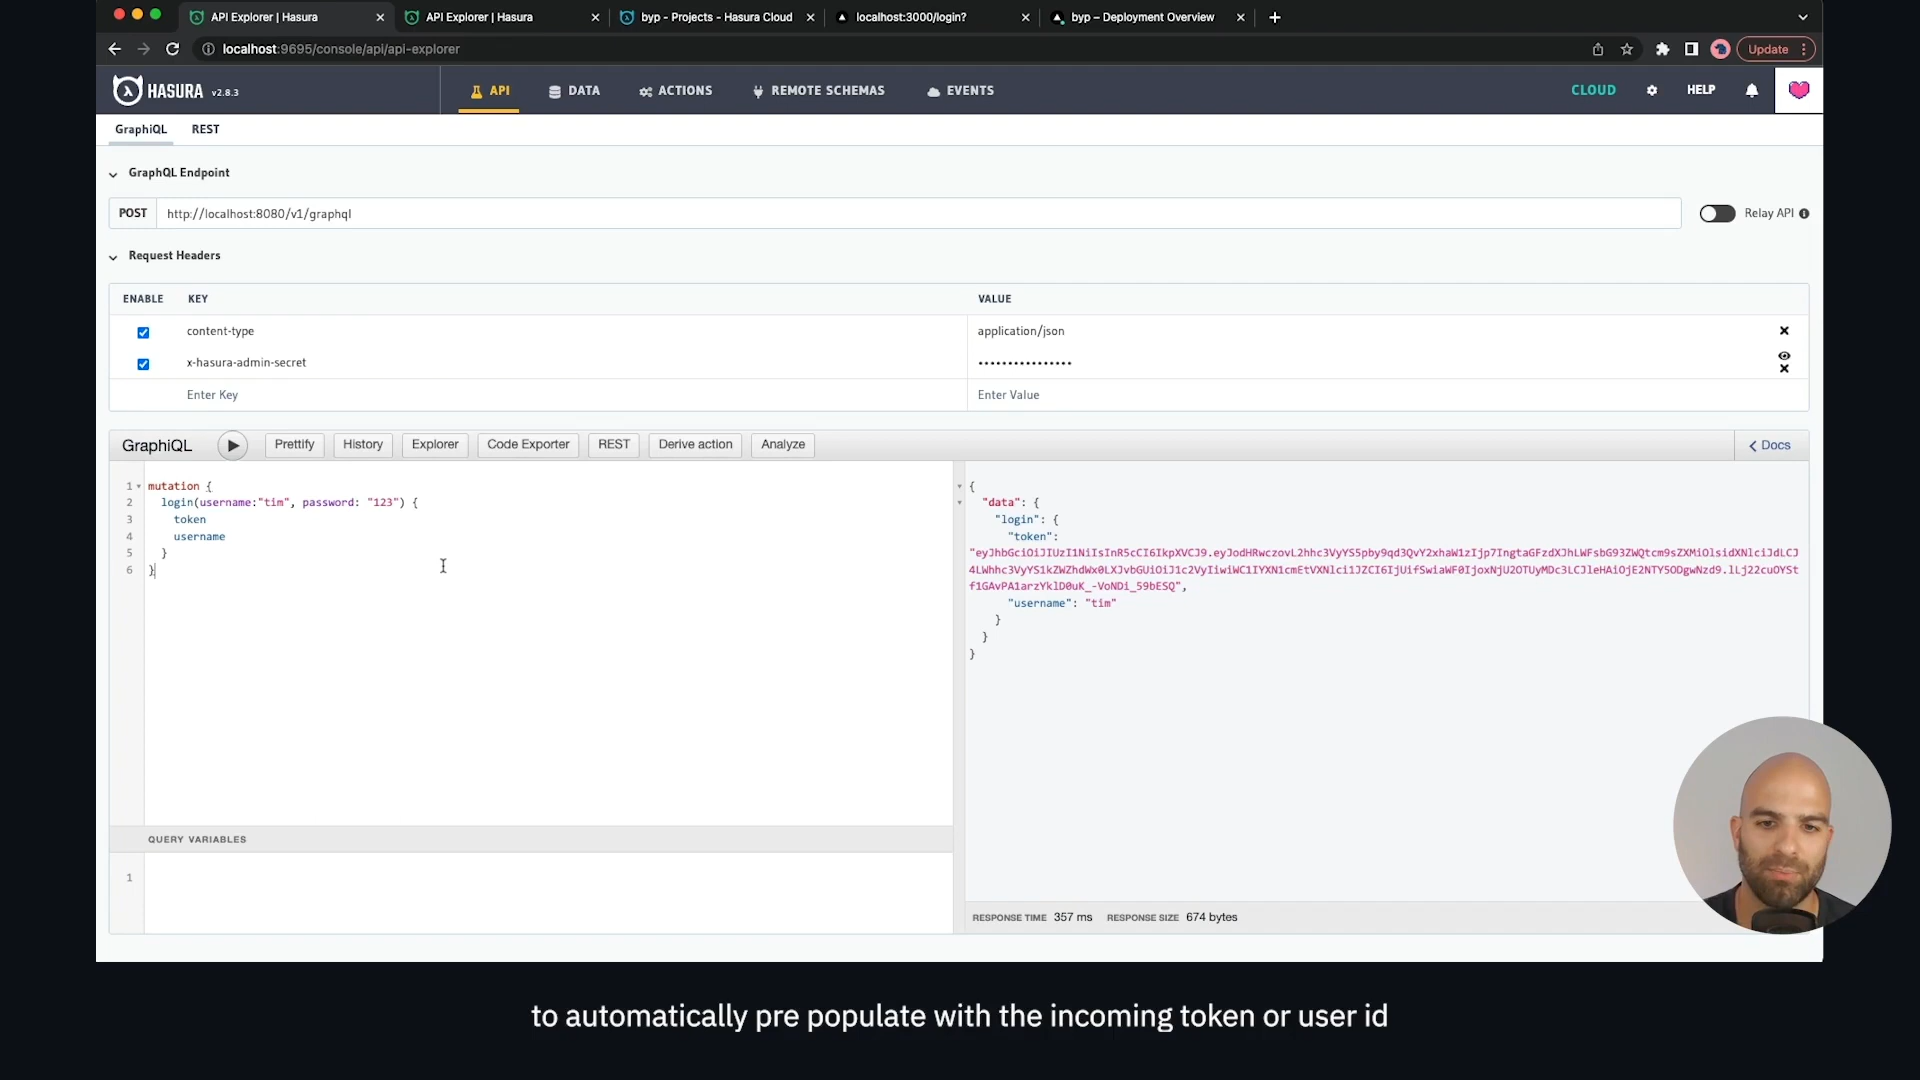 API Explorer | Hasura
API Explorer | Hasura
byp - Projects - Hasura Cloud
localhost:3000/login?
byp – Deployment Overview
localhost:9695/console/api/api-explorer
Update
HASURA v2.8.3
API
DATA
ACTIONS
REMOTE SCHEMAS
EVENTS
CLOUD
HELP
GraphiQL
REST
GraphQL Endpoint
POST
http://localhost:8080/v1/graphql
Relay API
Request Headers
ENABLE
KEY
VALUE
content-type
application/json
x-hasura-admin-secret
••••••••••••••••
Enter Key
Enter Value
GraphiQL
Prettify
History
Explorer
Code Exporter
REST
Derive action
Analyze
Docs
1 mutation {
2 login(username:"tim", password: "123") {
3 token
4 username
5 }
6 }
QUERY VARIABLES
1
{
"data": {
"login": {
"token":
"username": "tim"
}
}
}
RESPONSE TIME 357 ms
RESPONSE SIZE 674 bytes
to automatically pre populate with the incoming token or user id